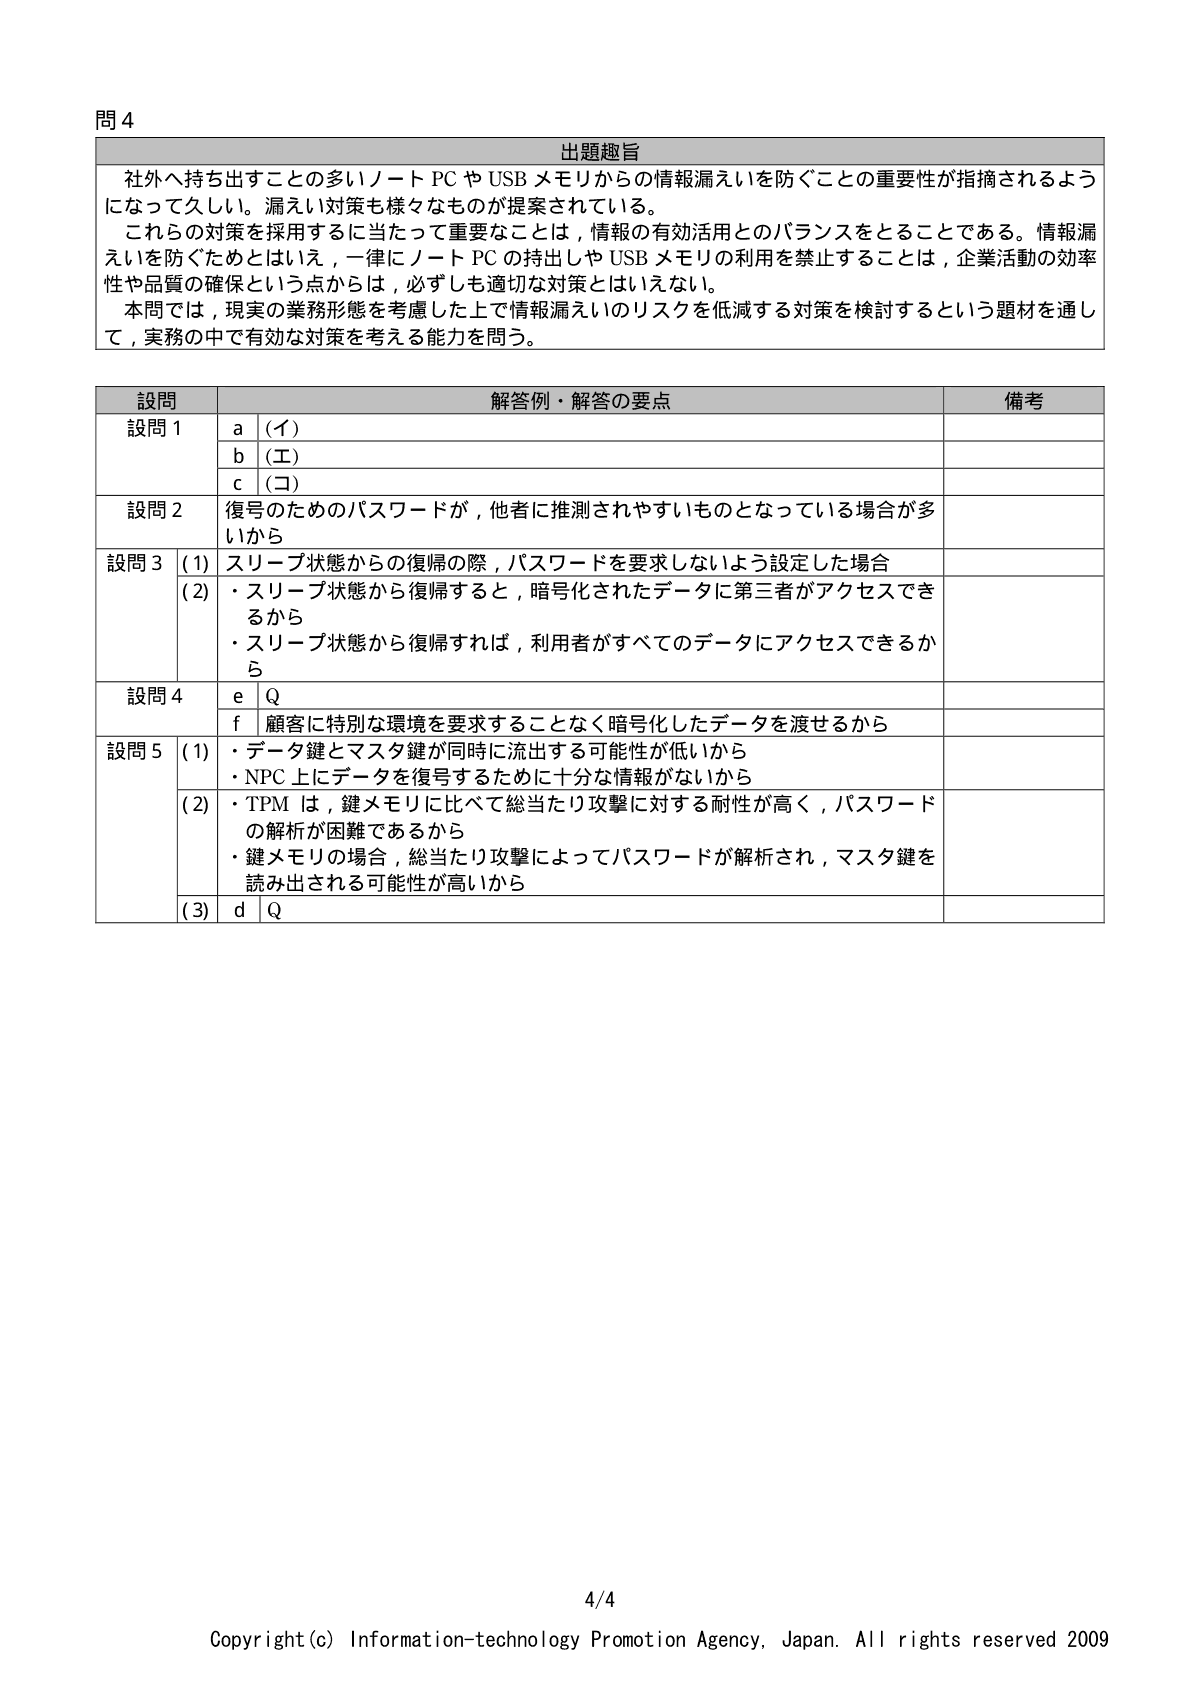 問4
出題趣旨
社外へ持ち出すことの多いノート PC や USB メモリからの情報漏えいを防ぐことの重要性が指摘されるよう
になって久しい。漏えい対策も様々なものが提案されている。
これらの対策を採用するに当たって重要なことは，情報の有効活用とのバランスをとることである。情報漏
えいを防ぐためとはいえ，一律にノート PC の持出しや USB メモリの利用を禁止することは，企業活動の効率
性や品質の確保という点からは，必ずしも適切な対策とはいえない。
本問では，現実の業務形態を考慮した上で情報漏えいのリスクを低減する対策を検討するという題材を通し
て，実務の中で有効な対策を考える能力を問う。
設問 解答例・解答の要点 備考
設問1 a (イ)
b (エ)
c (コ)
設問2 復号のためのパスワードが，他者に推測されやすいものとなっている場合が多
いから
設問3 (1) スリープ状態からの復帰の際，パスワードを要求しないよう設定した場合
(2) ・スリープ状態から復帰すると，暗号化されたデータに第三者がアクセスでき
るから
・スリープ状態から復帰すれば，利用者がすべてのデータにアクセスできるか
ら
設問4 e Q
f 顧客に特別な環境を要求することなく暗号化したデータを渡せるから
設問5 (1) ・データ鍵とマスタ鍵が同時に流出する可能性が低いから
・NPC 上にデータを復号するために十分な情報がないから
(2) ・TPM は，鍵メモリに比べて総当たり攻撃に対する耐性が高く，パスワード
の解析が困難であるから
・鍵メモリの場合，総当たり攻撃によってパスワードが解析され，マスタ鍵を
読み出される可能性が高いから
(3) d Q
4/4
Copyright(c) Information-technology Promotion Agency, Japan. All rights reserved 2009